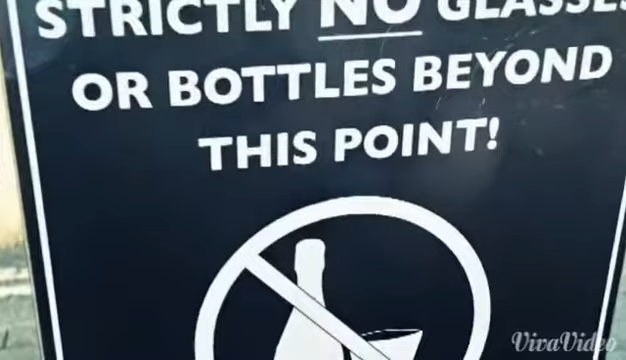 STRICTLY NO GLASSES
OR BOTTLES BEYOND
THIS POINT!
VivaVideo